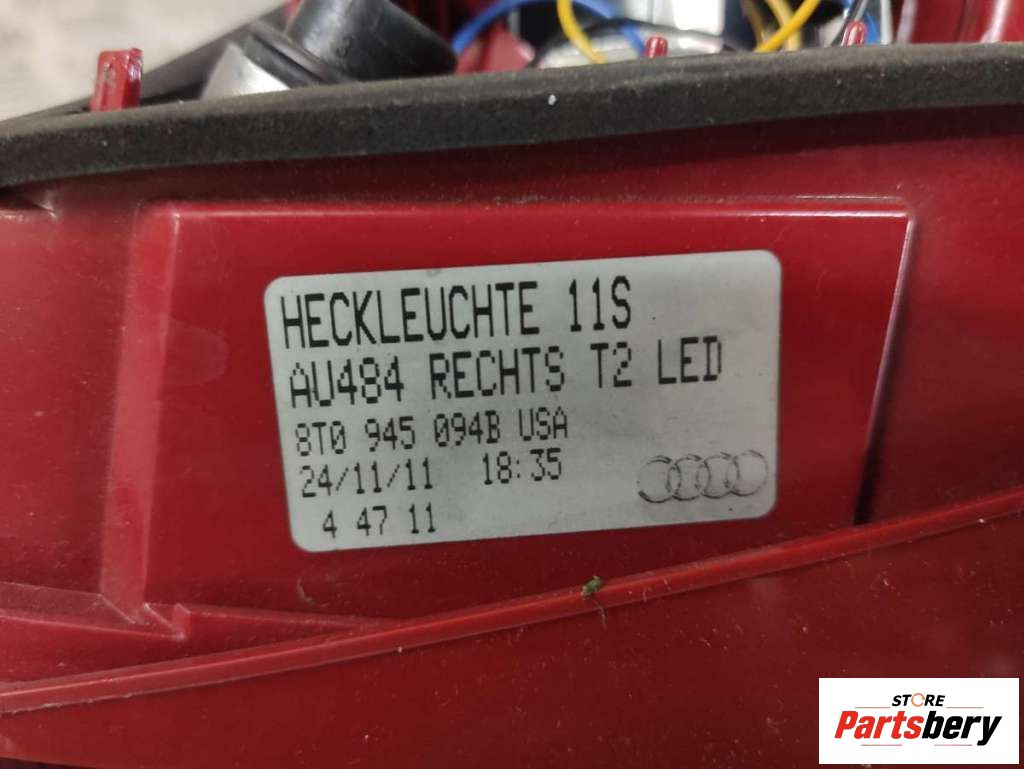 HECKLEUCHTE 11S
AU484 RECHTS T2 LED
8T0 945 094B USA
24/11/11 18:35
4 47 11
STORE
Partsbery